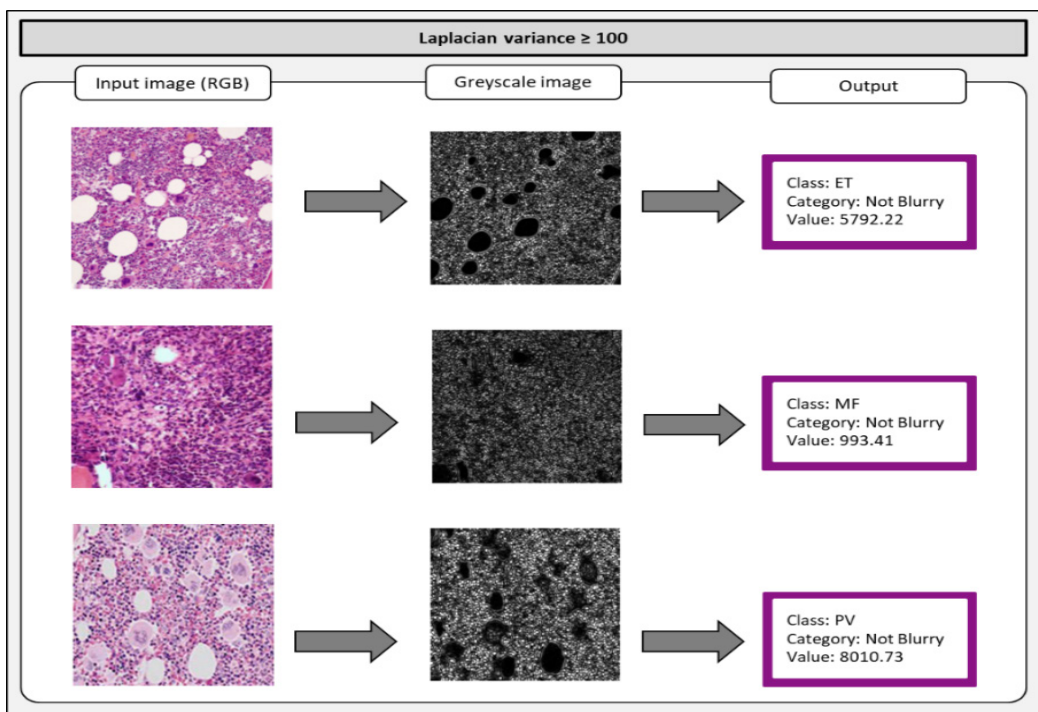 Laplacian variance ≥ 100
Input image (RGB)
Greyscale image
Output
Class: ET
Category: Not Blurry
Value: 5792.22
Class: MF
Category: Not Blurry
Value: 993.41
Class: PV
Category: Not Blurry
Value: 8010.73